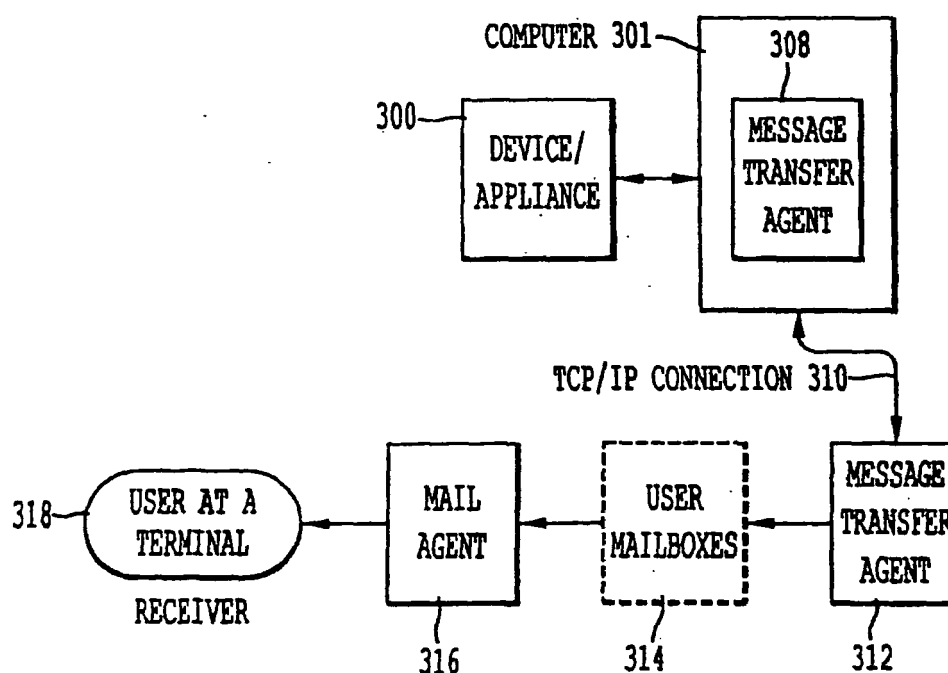 COMPUTER 301
308
300
DEVICE/
APPLIANCE
MESSAGE
TRANSFER
AGENT
TCP/IP CONNECTION 310
318
USER AT A
TERMINAL
RECEIVER
MAIL
AGENT
316
USER
MAILBOXES
314
MESSAGE
TRANSFER
AGENT
312